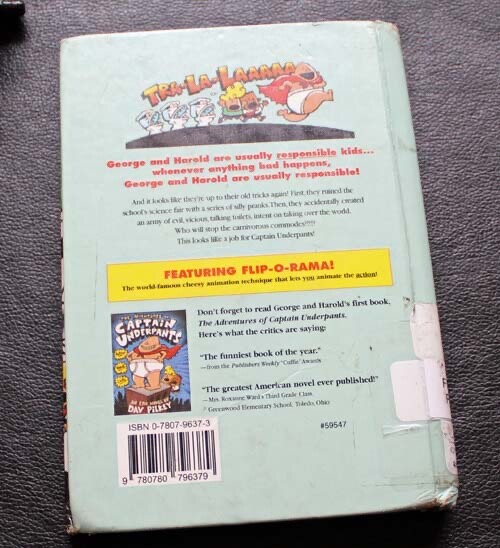 TRA-LA-LAAAAA
George and Harold are usually responsible kids...
whenever anything bad happens,
George and Harold are usually responsible!
And it looks like they're up to their old tricks again! First, they ruined the
school's science fair with a series of silly pranks. Then, they accidentally created
an army of evil, vicious, talking toilets, intent on taking over the world.
Who will stop the carnivorous commodes?!!!!
This looks like a job for Captain Underpants!
FEATURING FLIP-O-RAMA!
The world-famous cheesy animation technique that lets you animate the action!
Don't forget to read George and Harold's first book,
The Adventures of Captain Underpants.
Here's what the critics are saying:
"The funniest book of the year."
—from the Publishers Weekly "Cuffie" Awards
"The greatest American novel ever published!"
—Mrs. Roxanne Ward's Third Grade Class
Greenwood Elementary School, Toledo, Ohio
THE ADVENTURES OF
CAPTAIN
UNDERPANTS
AN EPIC NOVEL BY
DAV PILKEY
ISBN 0-7807-9637-3
9 780780 796379
#59547